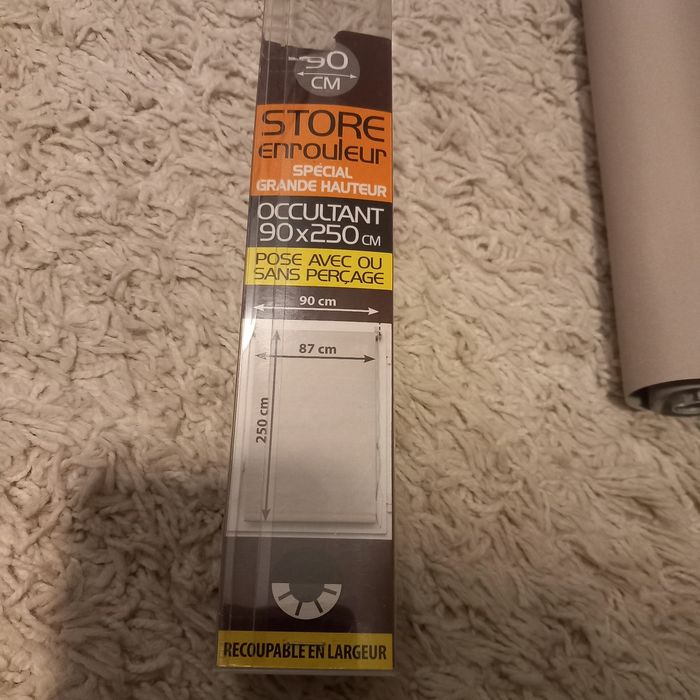 90
CM
STORE
enrouleur
SPÉCIAL
GRANDE HAUTEUR
OCCULTANT
90x250 CM
POSE AVEC OU
SANS PERÇAGE
90 cm
87 cm
250 cm
RECOUPABLE EN LARGEUR